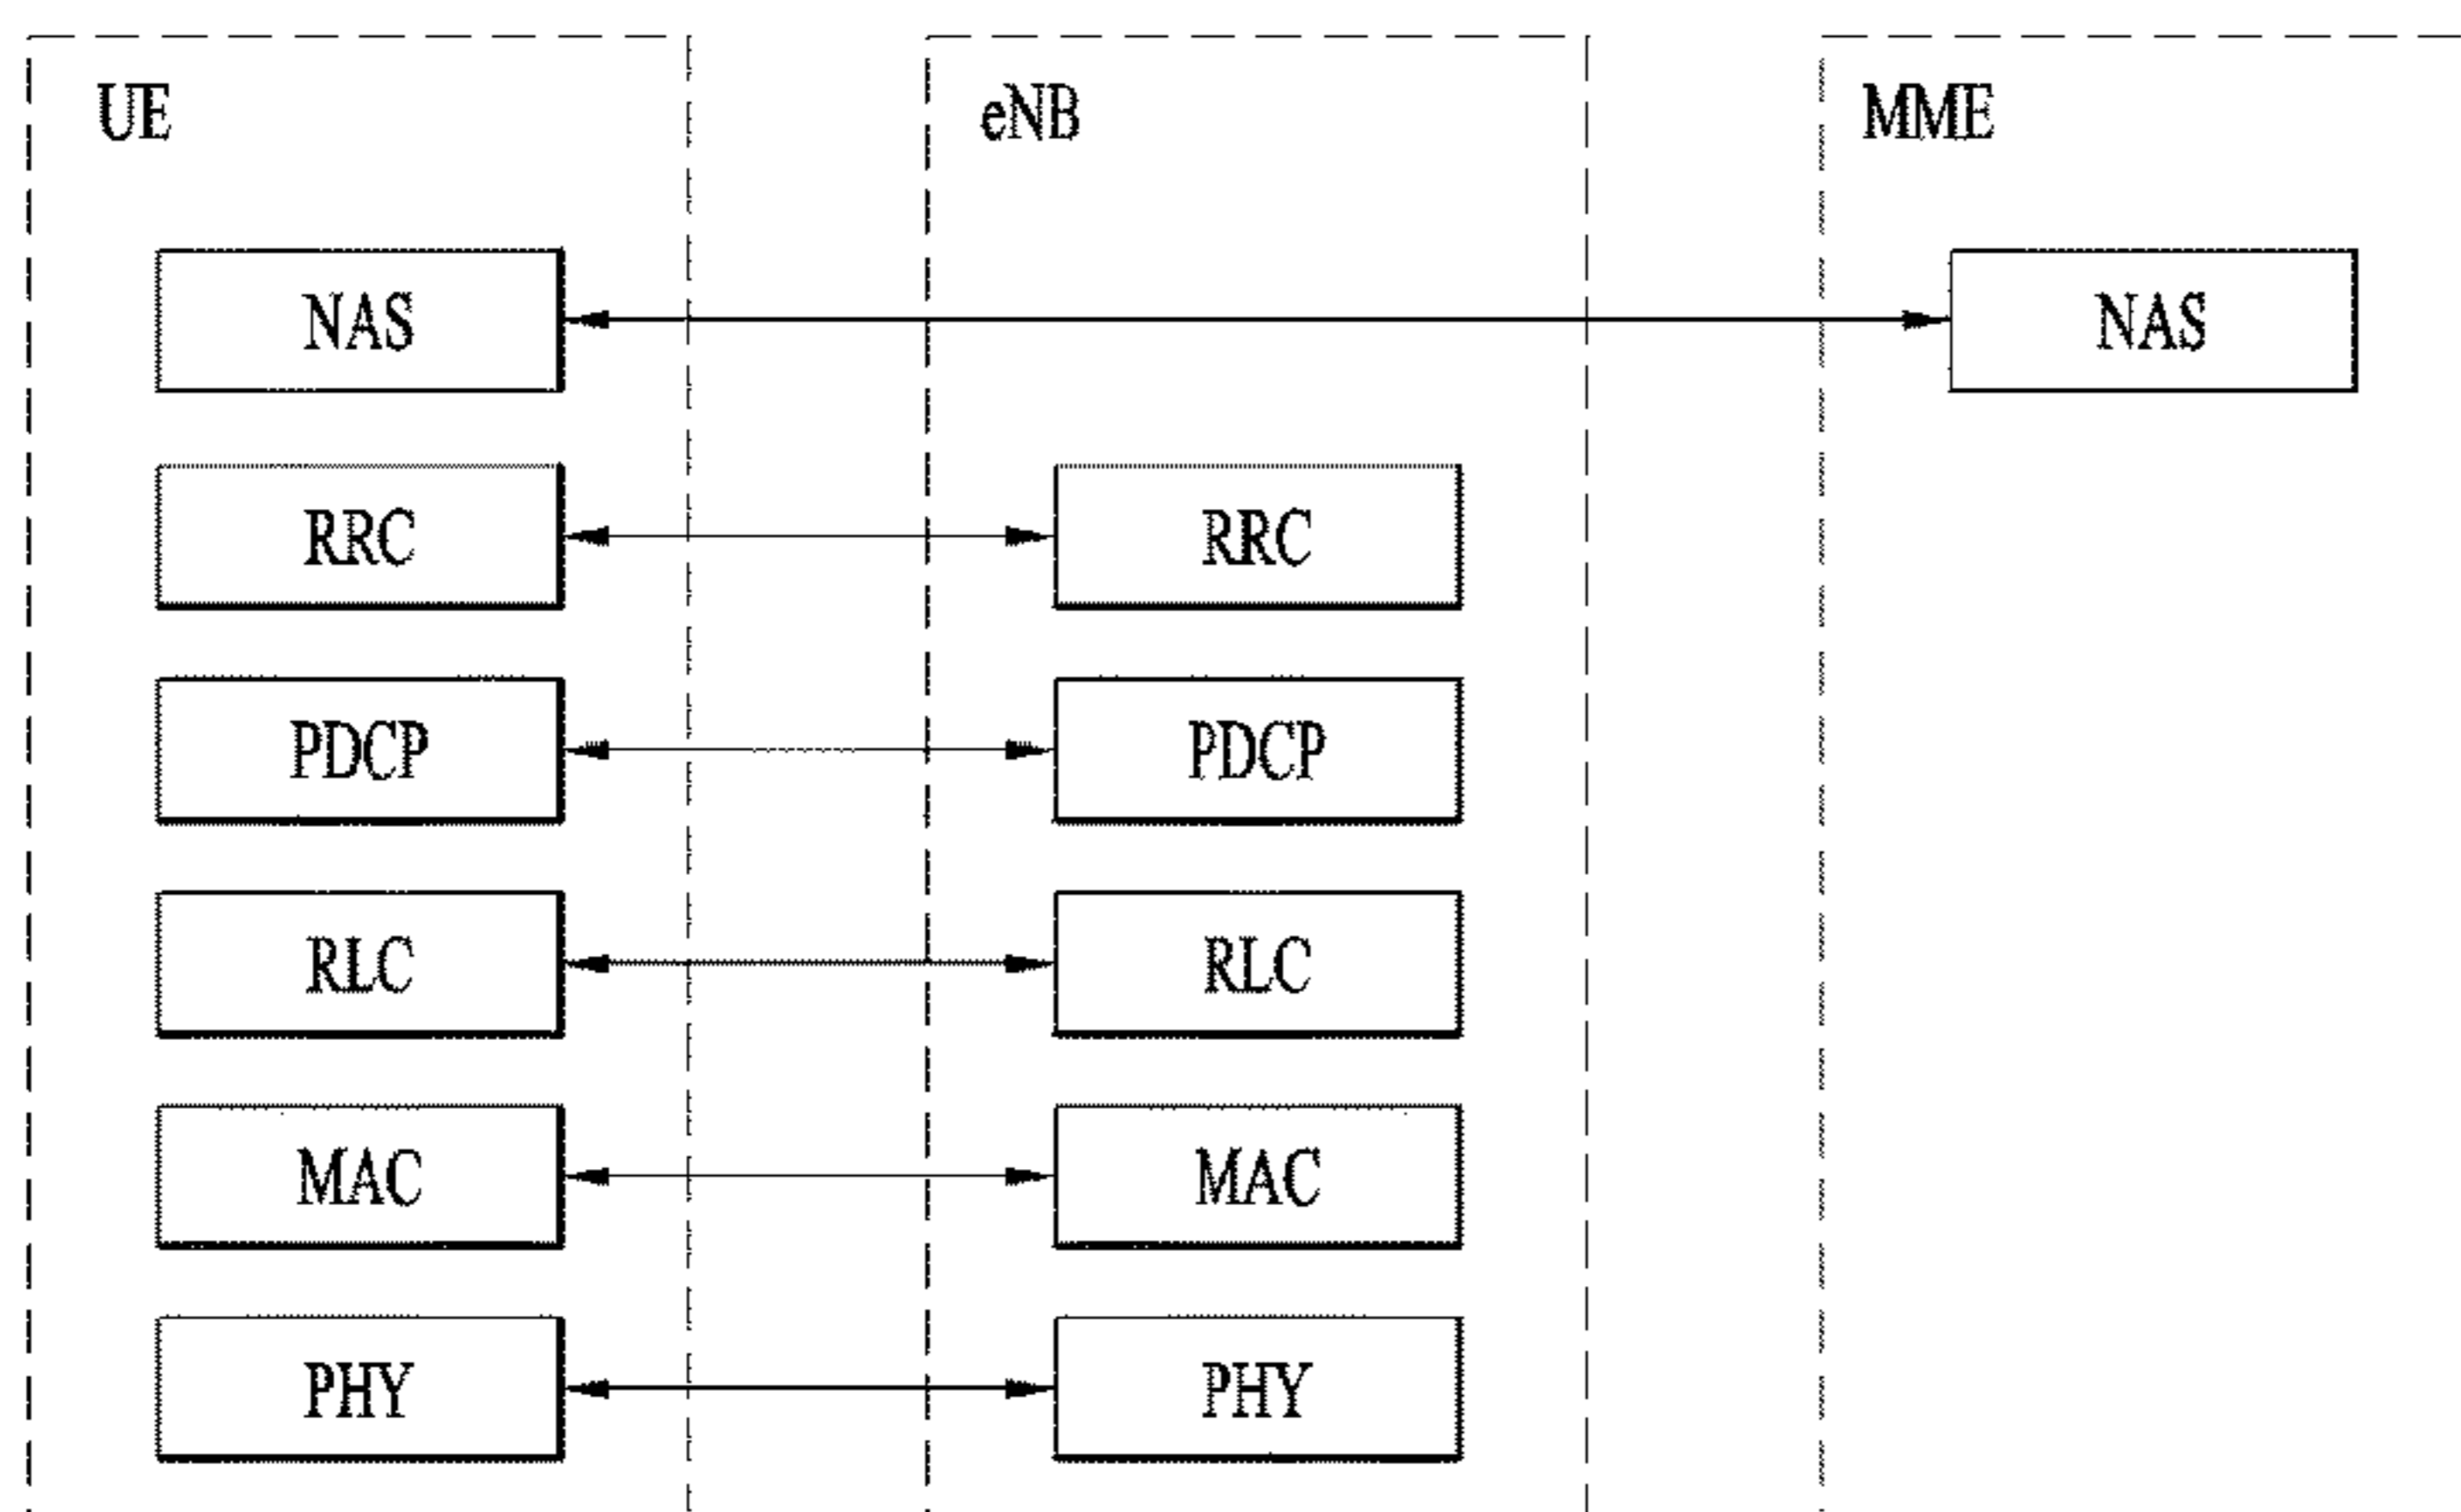 UE eNB MME
NAS NAS
RRC RRC
PDCP PDCP
RLC RLC
MAC MAC
PHY PHY